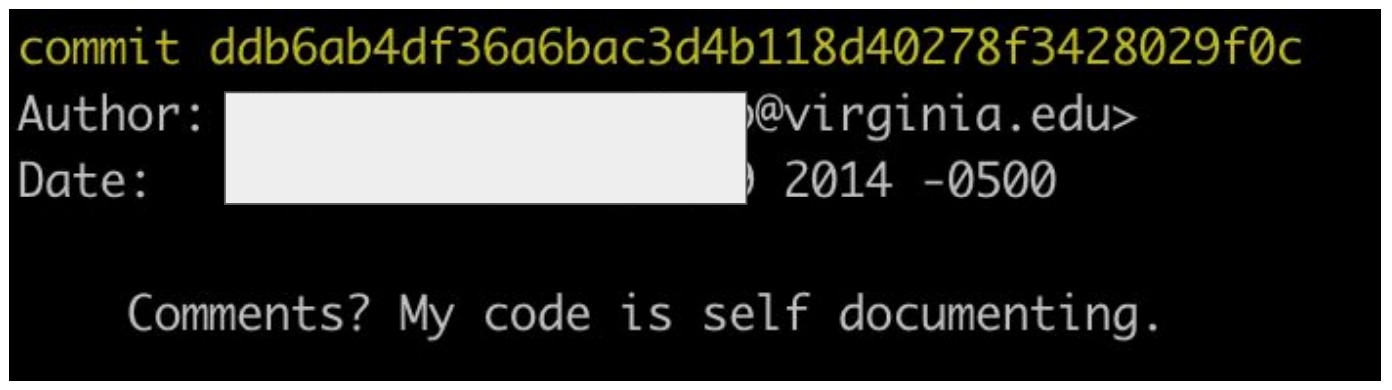 commit ddb6ab4df36a6bac3d4b118d40278f3428029f0c
Author: @virginia.edu>
Date: 2014 -0500
Comments? My code is self documenting.